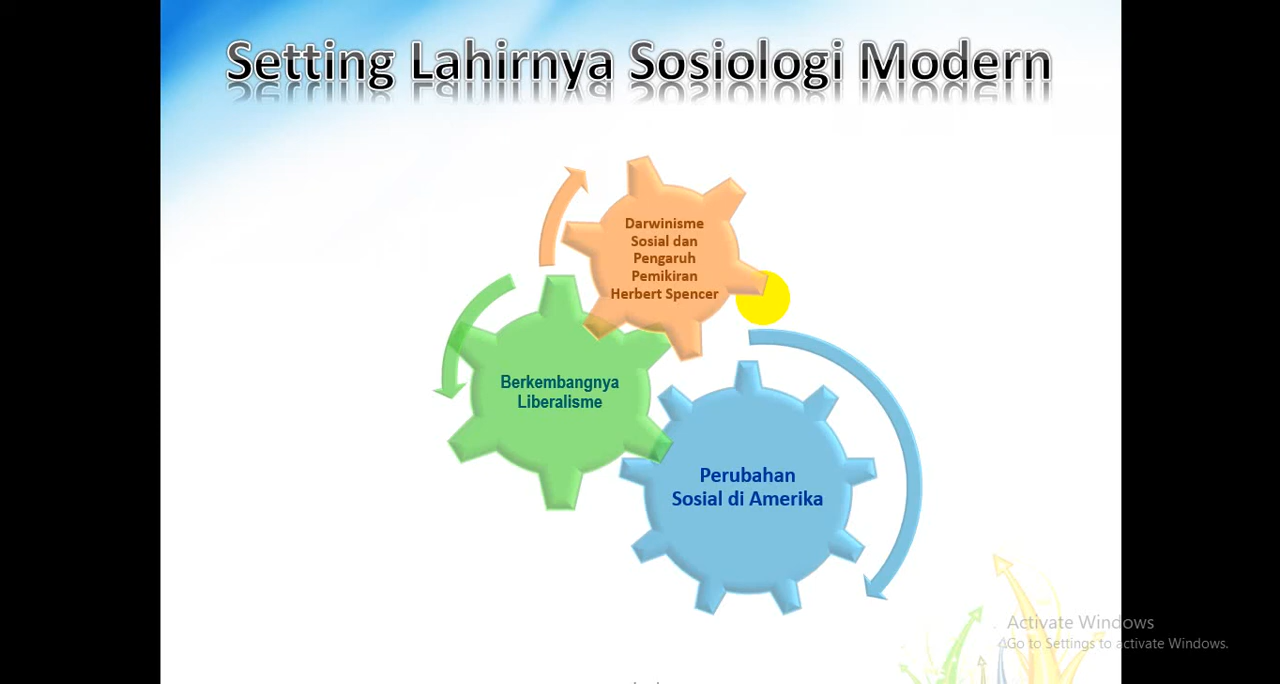 Setting Lahirnya Sosiologi Modern
Darwinisme
Sosial dan
Pengaruh
Pemikiran
Herbert Spencer
Berkembangnya
Liberalisme
Perubahan
Sosial di Amerika
Activate Windows
Go to Settings to activate Windows.